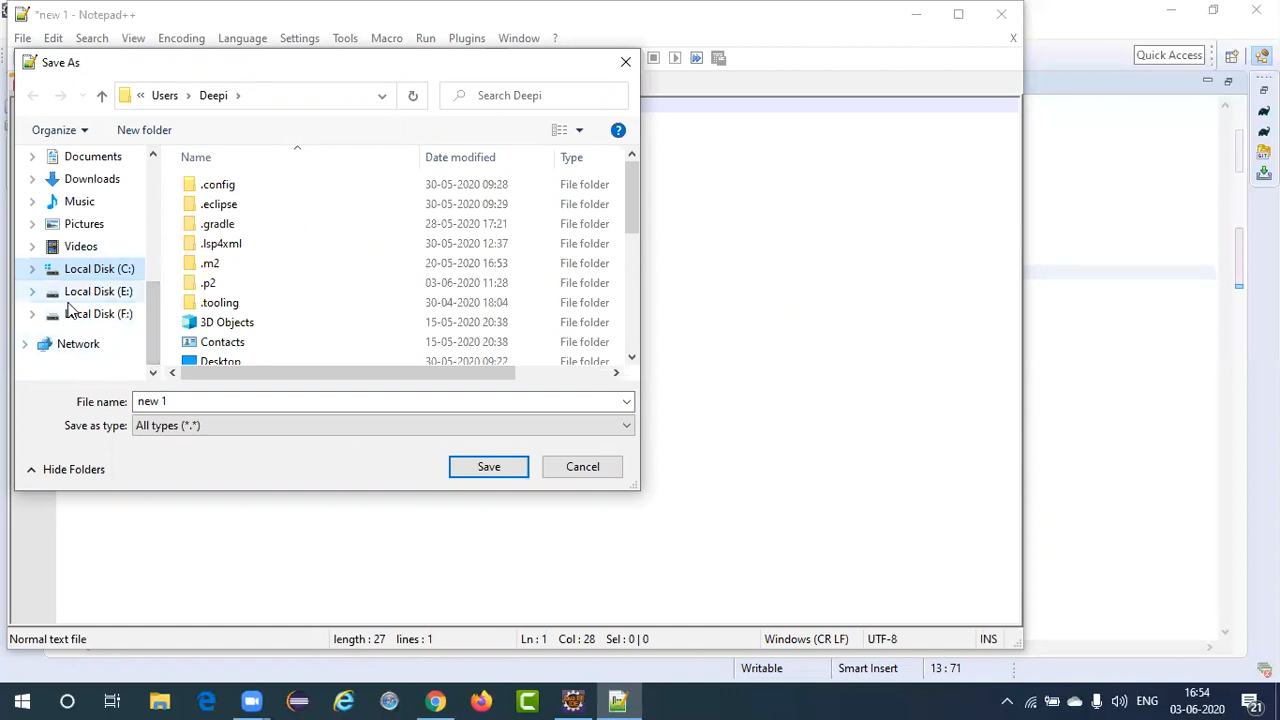 *new 1 - Notepad++
File Edit Search View Encoding Language Settings Tools Macro Run Plugins Window ? X
Save As
Quick Access
« Users › Deepi ›
Search Deepi
Organize New folder
Name Date modified Type
Documents
Downloads
Music
Pictures
Videos
Local Disk (C:)
Local Disk (E:)
Local Disk (F:)
Network
.config 30-05-2020 09:28 File folder
.eclipse 30-05-2020 09:29 File folder
.gradle 28-05-2020 17:21 File folder
.lsp4xml 30-05-2020 12:37 File folder
.m2 20-05-2020 16:53 File folder
.p2 03-06-2020 11:28 File folder
.tooling 30-04-2020 18:04 File folder
3D Objects 15-05-2020 20:38 File folder
Contacts 15-05-2020 20:38 File folder
Desktop 30-05-2020 09:22 File folder
File name: new 1
Save as type: All types (*.*)
Hide Folders Save Cancel
Normal text file length : 27 lines : 1 Ln : 1 Col : 28 Sel : 0 | 0 Windows (CR LF) UTF-8 INS
Writable Smart Insert 13 : 71
ENG 16:54
03-06-2020
21